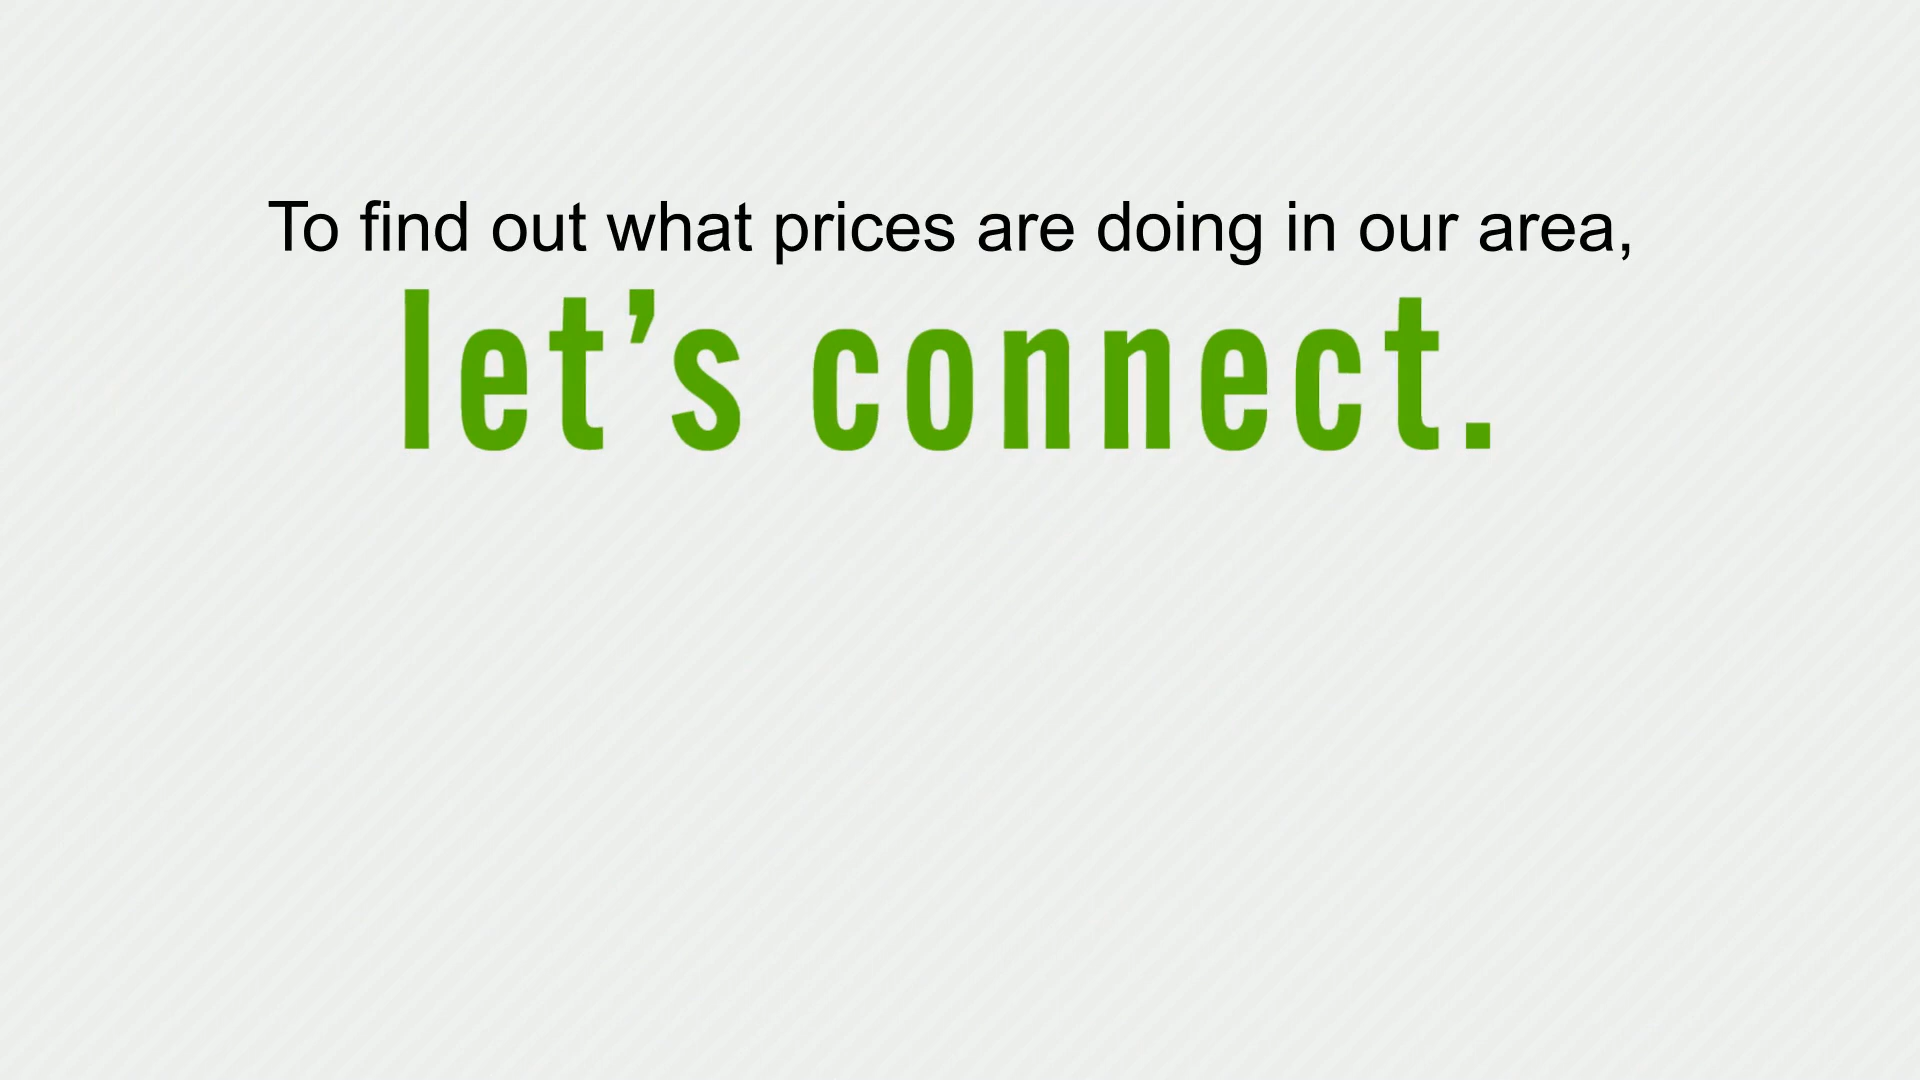 To find out what prices are doing in our area,
let’s connect.